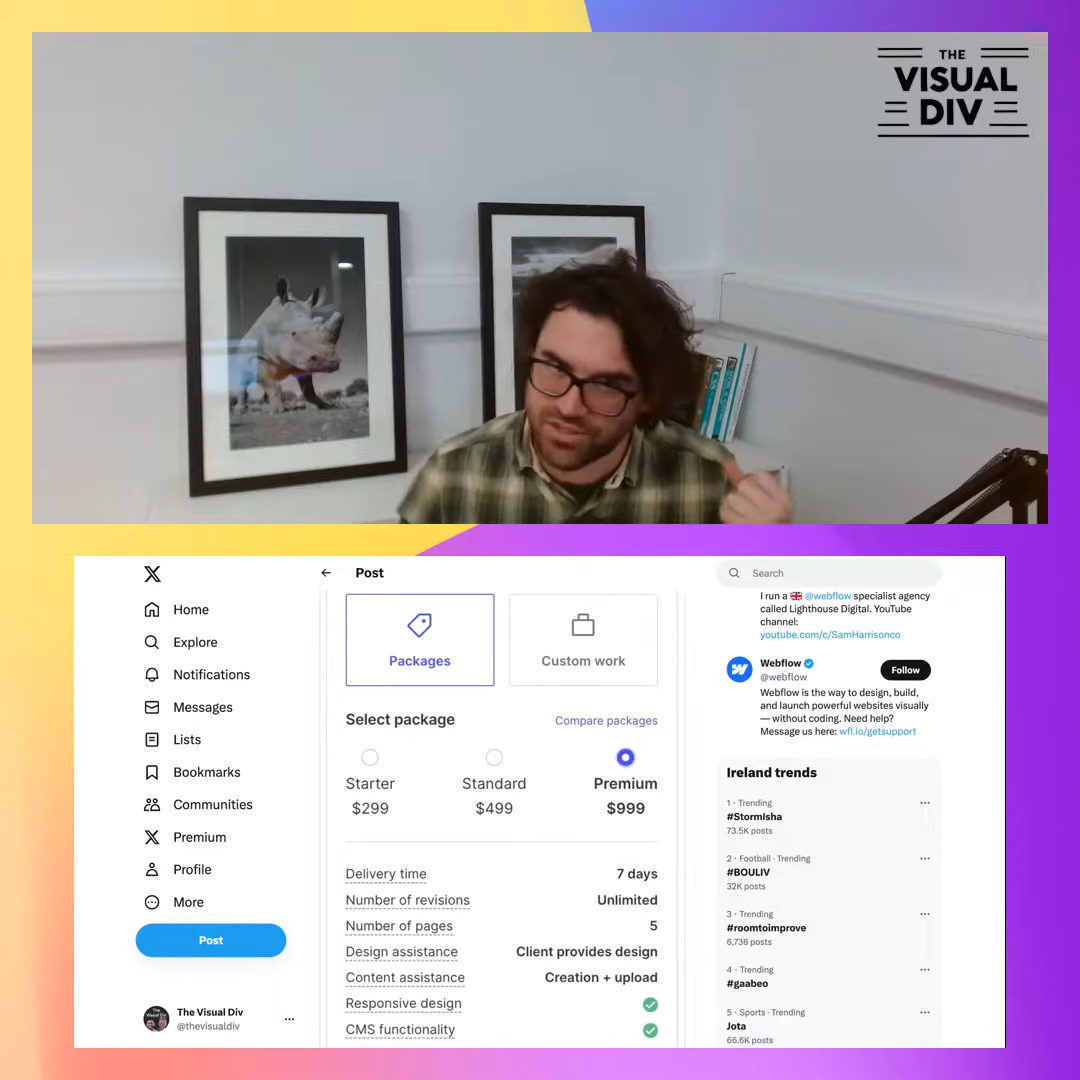 THE
VISUAL
DIV
X
Home
Explore
Notifications
Messages
Lists
Bookmarks
Communities
Premium
Profile
More
Post
The Visual Div
@thevisualdiv
Post
Packages
Custom work
Select package
Compare packages
Starter
$299
Standard
$499
Premium
$999
Delivery time 7 days
Number of revisions Unlimited
Number of pages 5
Design assistance Client provides design
Content assistance Creation + upload
Responsive design
CMS functionality
Search
I run a 🇬🇧 @webflow specialist agency
called Lighthouse Digital. YouTube
channel:
youtube.com/c/SamHarrisonco
Webflow
@webflow
Follow
Webflow is the way to design, build,
and launch powerful websites visually
— without coding. Need help?
Message us here: wfl.io/getsupport
Ireland trends
1 · Trending
#StormIsha
73.5K posts
2 · Football · Trending
#BOULIV
32K posts
3 · Trending
#roomtoimprove
6,736 posts
4 · Trending
#gaabeo
5 · Sports · Trending
Jota
66.6K posts